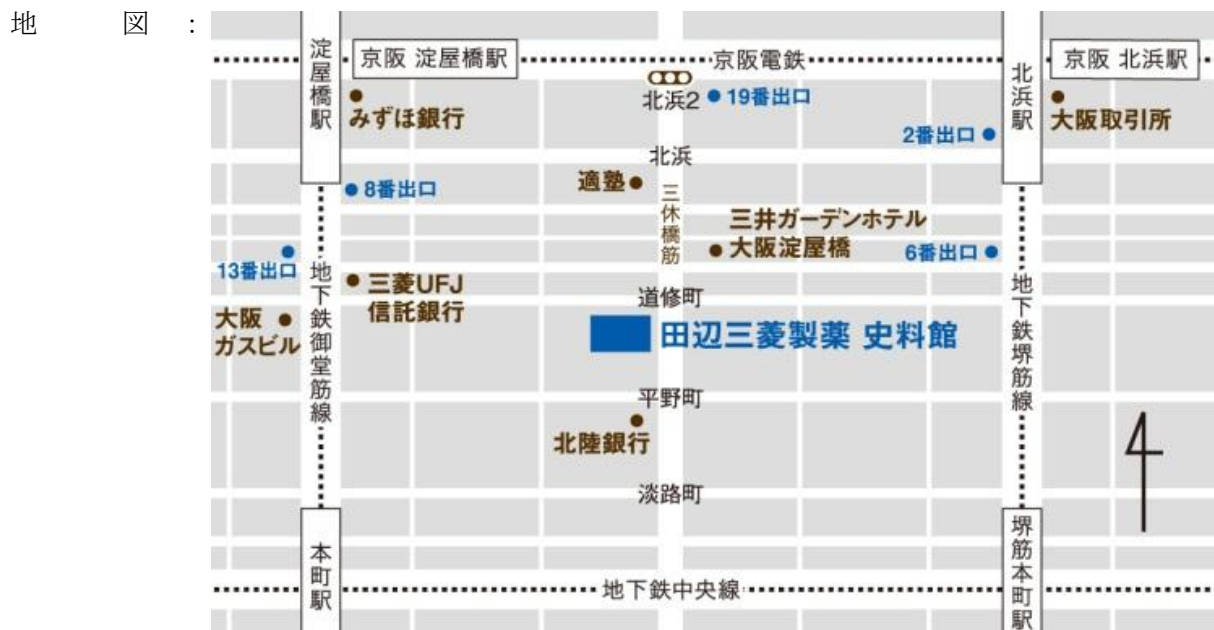 地図:
淀屋橋駅
京阪 淀屋橋駅
京阪電鉄
北浜駅
京阪 北浜駅
みずほ銀行
北浜2
19番出口
大阪取引所
2番出口
北浜
8番出口
適塾
三休橋筋
三井ガーデンホテル
大阪淀屋橋
6番出口
13番出口
地下鉄御堂筋線
三菱UFJ
信託銀行
道修町
地下鉄堺筋線
大阪
ガスビル
田辺三菱製薬 史料館
平野町
北陸銀行
淡路町
本町駅
堺筋本町駅
地下鉄中央線